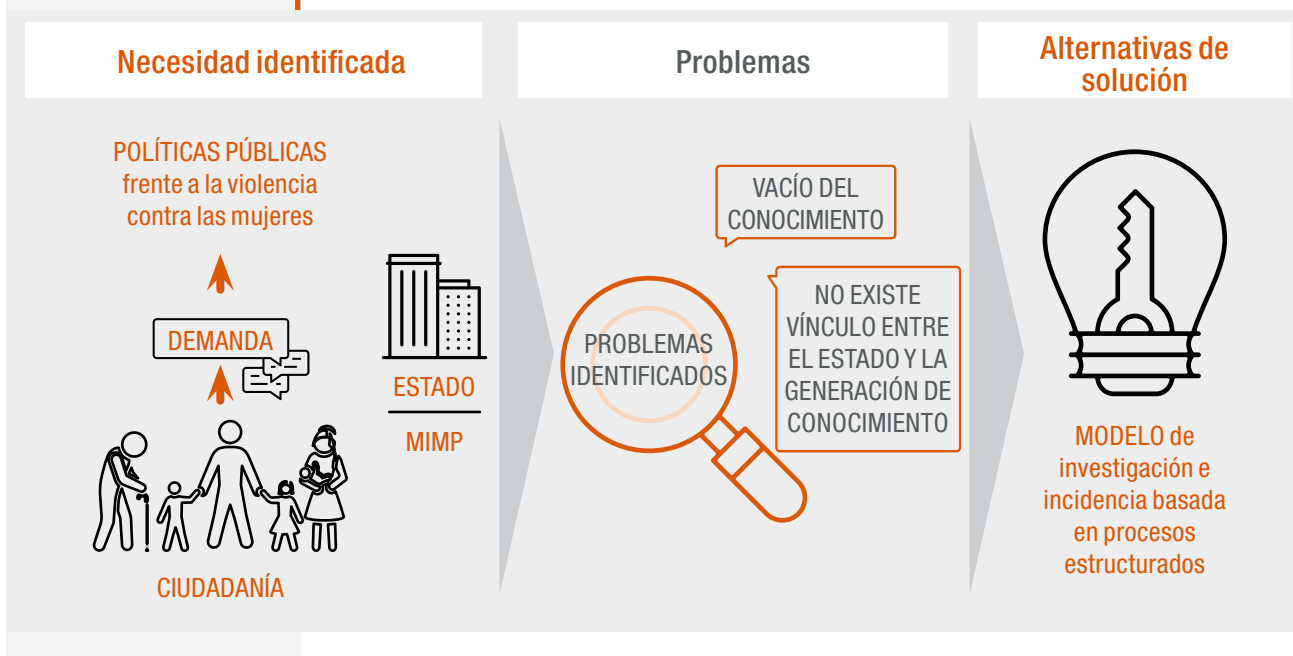 Necesidad identificada
POLÍTICAS PÚBLICAS
frente a la violencia
contra las mujeres
DEMANDA
ESTADO
MIMP
CIUDADANÍA
Problemas
VACÍO DEL
CONOCIMIENTO
PROBLEMAS
IDENTIFICADOS
NO EXISTE
VÍNCULO ENTRE
EL ESTADO Y LA
GENERACIÓN DE
CONOCIMIENTO
Alternativas de
solución
MODELO de
investigación e
incidencia basada
en procesos
estructurados